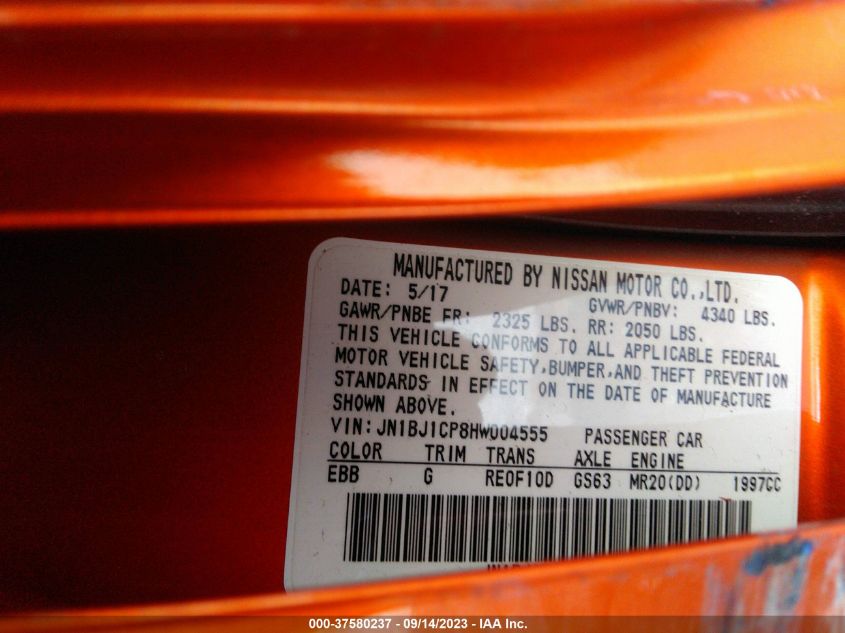 MANUFACTURED BY NISSAN MOTOR CO.,LTD.
DATE: 5/17 GVWR/PNBV: 4340 LBS.
GAWR/PNBE FR: 2325 LBS. RR: 2050 LBS.
THIS VEHICLE CONFORMS TO ALL APPLICABLE FEDERAL
MOTOR VEHICLE SAFETY,BUMPER,AND THEFT PREVENTION
STANDARDS IN EFFECT ON THE DATE OF MANUFACTURE
SHOWN ABOVE.
VIN: JN1BJ1CP8HW004555 PASSENGER CAR
COLOR TRIM TRANS AXLE ENGINE
EBB G RE0F10D GS63 MR20(DD) 1997CC
000-37580237 - 09/14/2023 - IAA Inc.